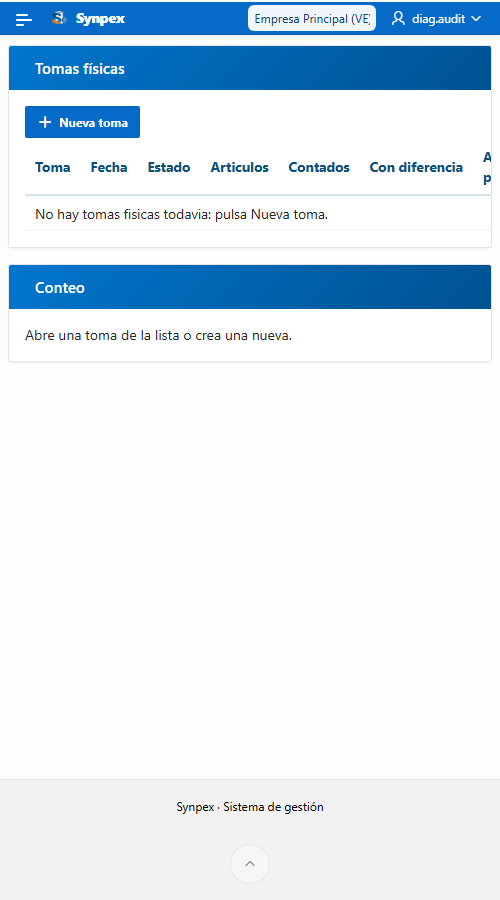 Synpex
Empresa Principal (VE)
diag.audit
Tomas físicas
Nueva toma
Toma Fecha Estado Articulos Contados Con diferencia
No hay tomas fisicas todavia: pulsa Nueva toma.
Conteo
Abre una toma de la lista o crea una nueva.
Synpex · Sistema de gestión